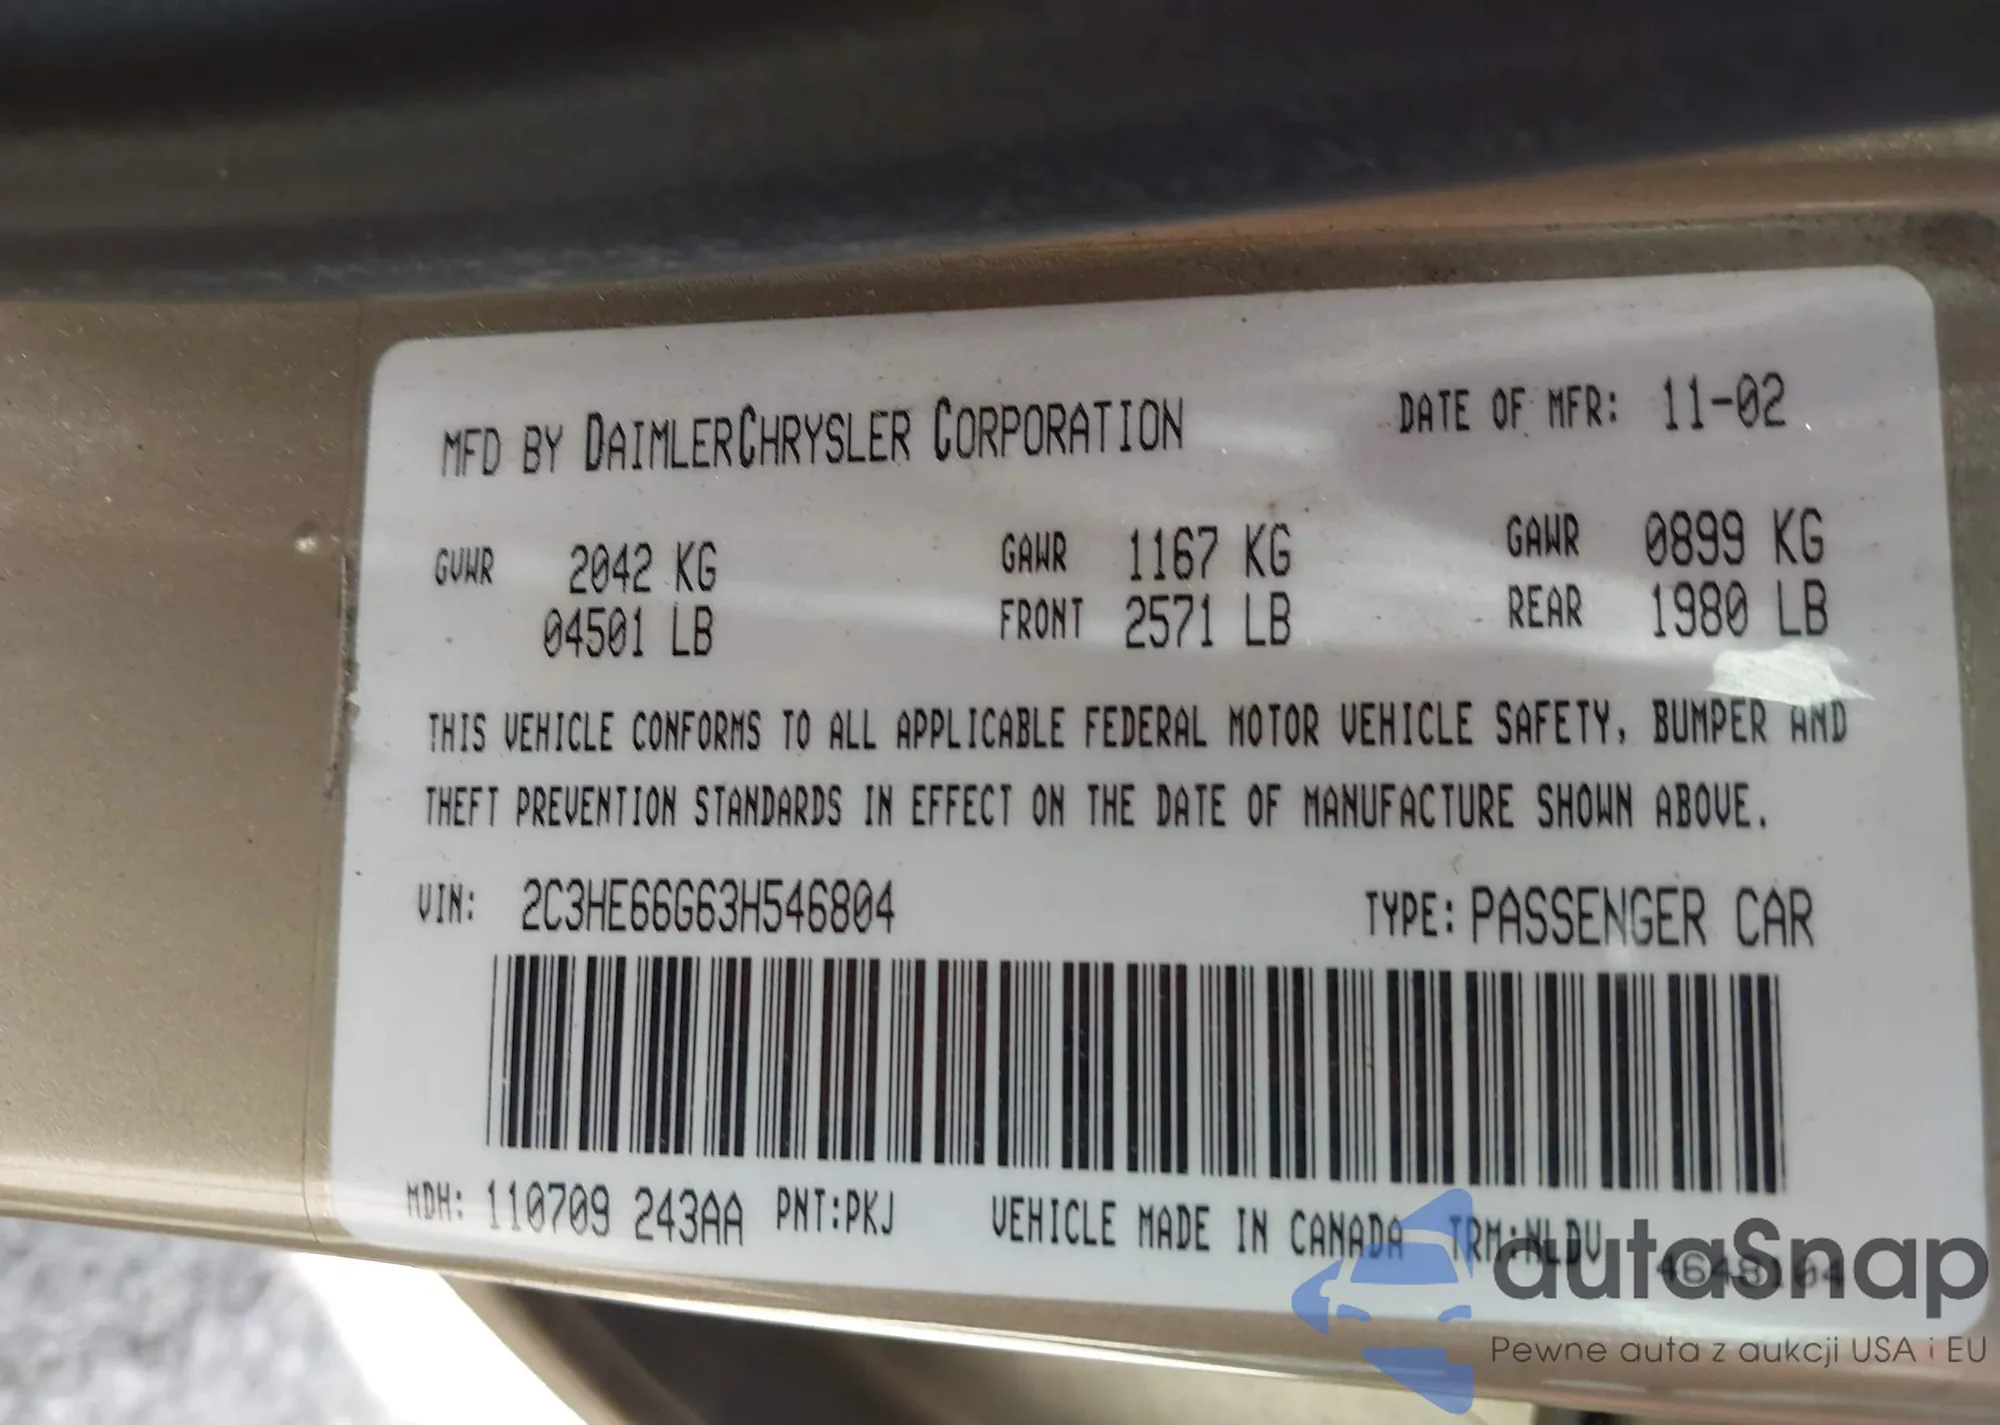 MFD BY DAIMLERCHRYSLER CORPORATION DATE OF MFR: 11-02
GVWR 2042 KG GAWR 1167 KG GAWR 0899 KG
04501 LB FRONT 2571 LB REAR 1980 LB
THIS VEHICLE CONFORMS TO ALL APPLICABLE FEDERAL MOTOR VEHICLE SAFETY, BUMPER AND
THEFT PREVENTION STANDARDS IN EFFECT ON THE DATE OF MANUFACTURE SHOWN ABOVE.
VIN: 2C3HE66G63H546804 TYPE: PASSENGER CAR
MDH: 110709 243AA PNT:PKJ VEHICLE MADE IN CANADA TRM:NLDV
autaSnap
Pewne auta z aukcji USA i EU